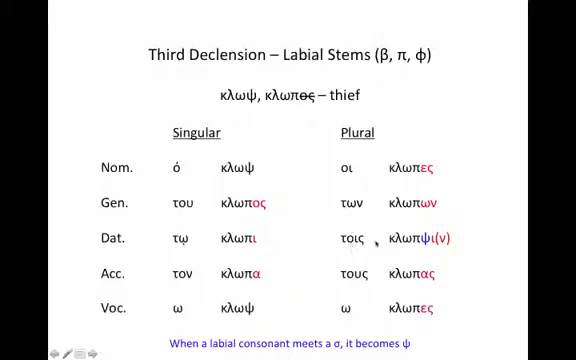 Third Declension – Labial Stems (β, π, φ)
κλωψ, κλωπος – thief
Singular Plural
Nom. ὁ κλωψ οι κλωπες
Gen. του κλωπος των κλωπων
Dat. τῳ κλωπι τοις κλωπψι(ν)
Acc. τον κλωπα τους κλωπας
Voc. ω κλωψ ω κλωπες
When a labial consonant meets a σ, it becomes ψ